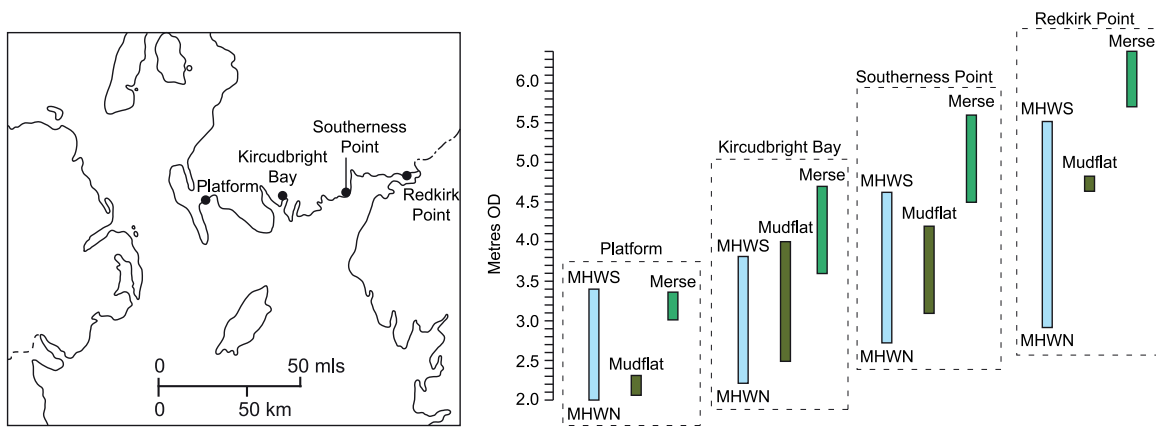 Southerness
Point
Kircudbright
Bay
Platform
Redkirk
Point
0
50 mls
0
50 km
Metres OD
6.0
5.5
5.0
4.5
4.0
3.5
3.0
2.5
2.0
Platform
MHWS
Merse
Mudflat
MHWN
Kircudbright Bay
Merse
Mudflat
MHWS
MHWN
Southerness Point
Merse
MHWS
Mudflat
MHWN
Redkirk Point
Merse
MHWS
Mudflat
MHWN